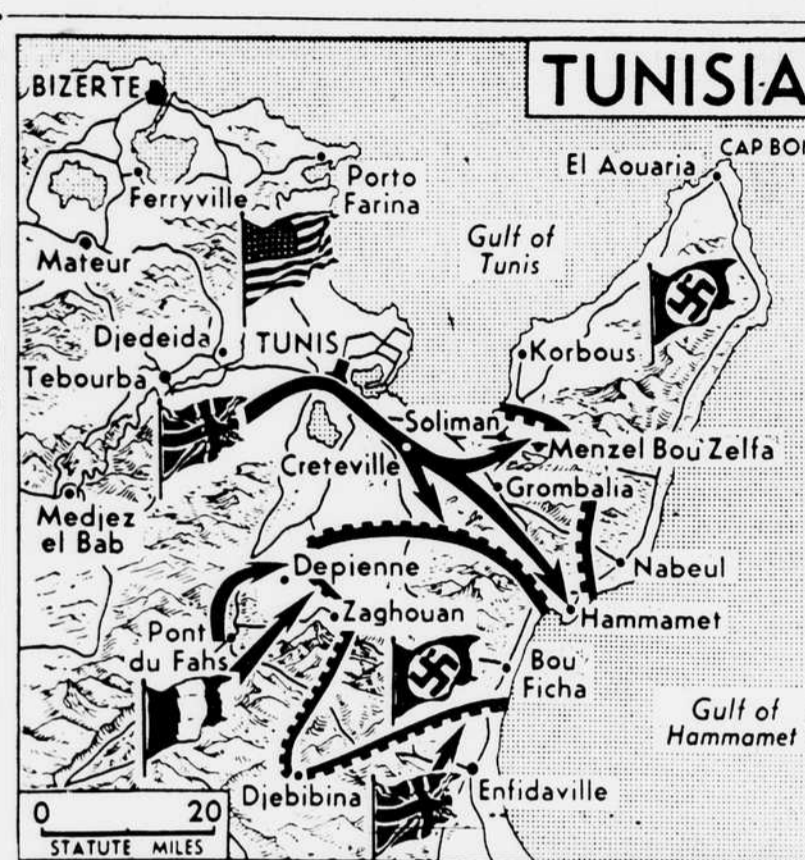 TUNISIA
BIZERTE
CAP BON
El Aouaria
Ferryville
Porto
Farina
Gulf of
Tunis
Mateur
Djedeida
TUNIS
Korbous
Tebourba
Soliman
Menzel Bou Zelfa
Creteville
Grombalia
Medjez
el Bab
Depienne
Nabeul
Zaghouan
Hammamet
Pont
du Fahs
Bou
Ficha
Gulf of
Hammamet
Djebibina
Enfidaville
0 20
STATUTE MILES